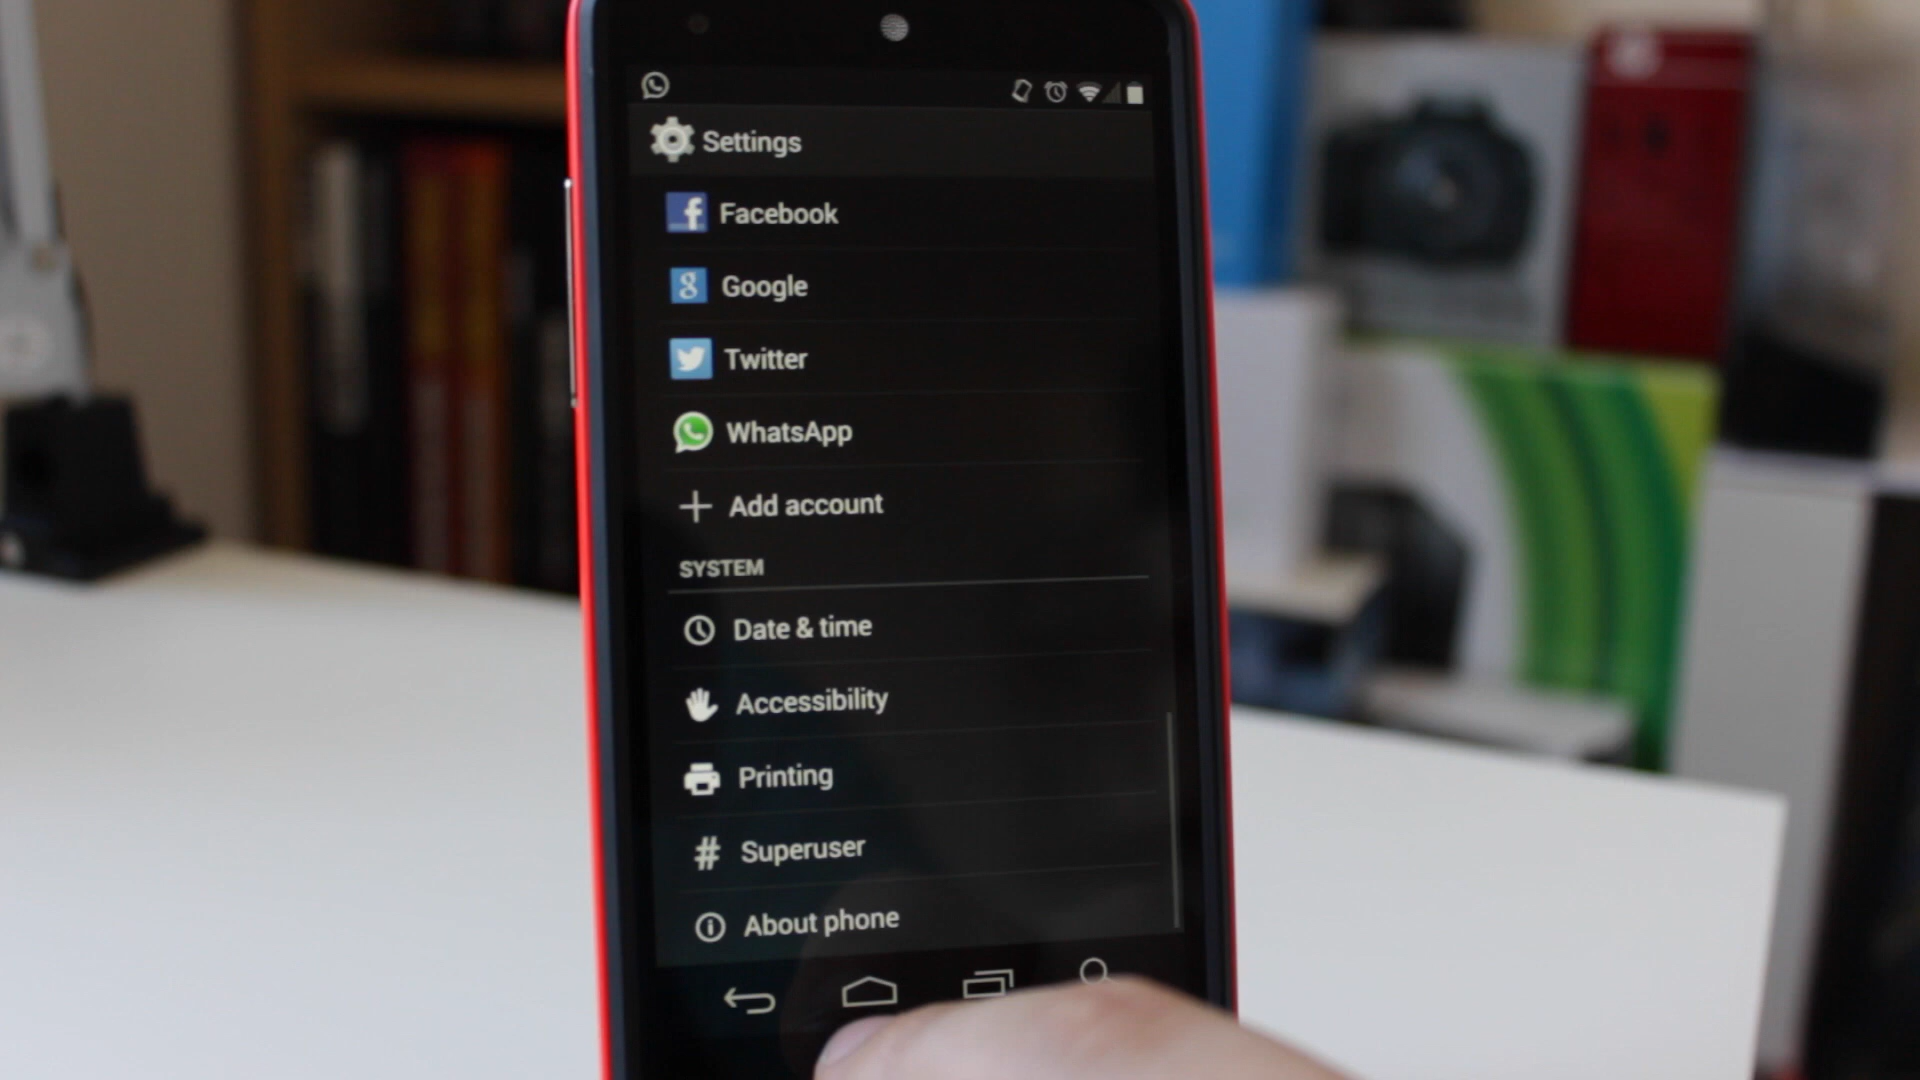 Settings
Facebook
Google
Twitter
WhatsApp
Add account
SYSTEM
Date & time
Accessibility
Printing
# Superuser
About phone